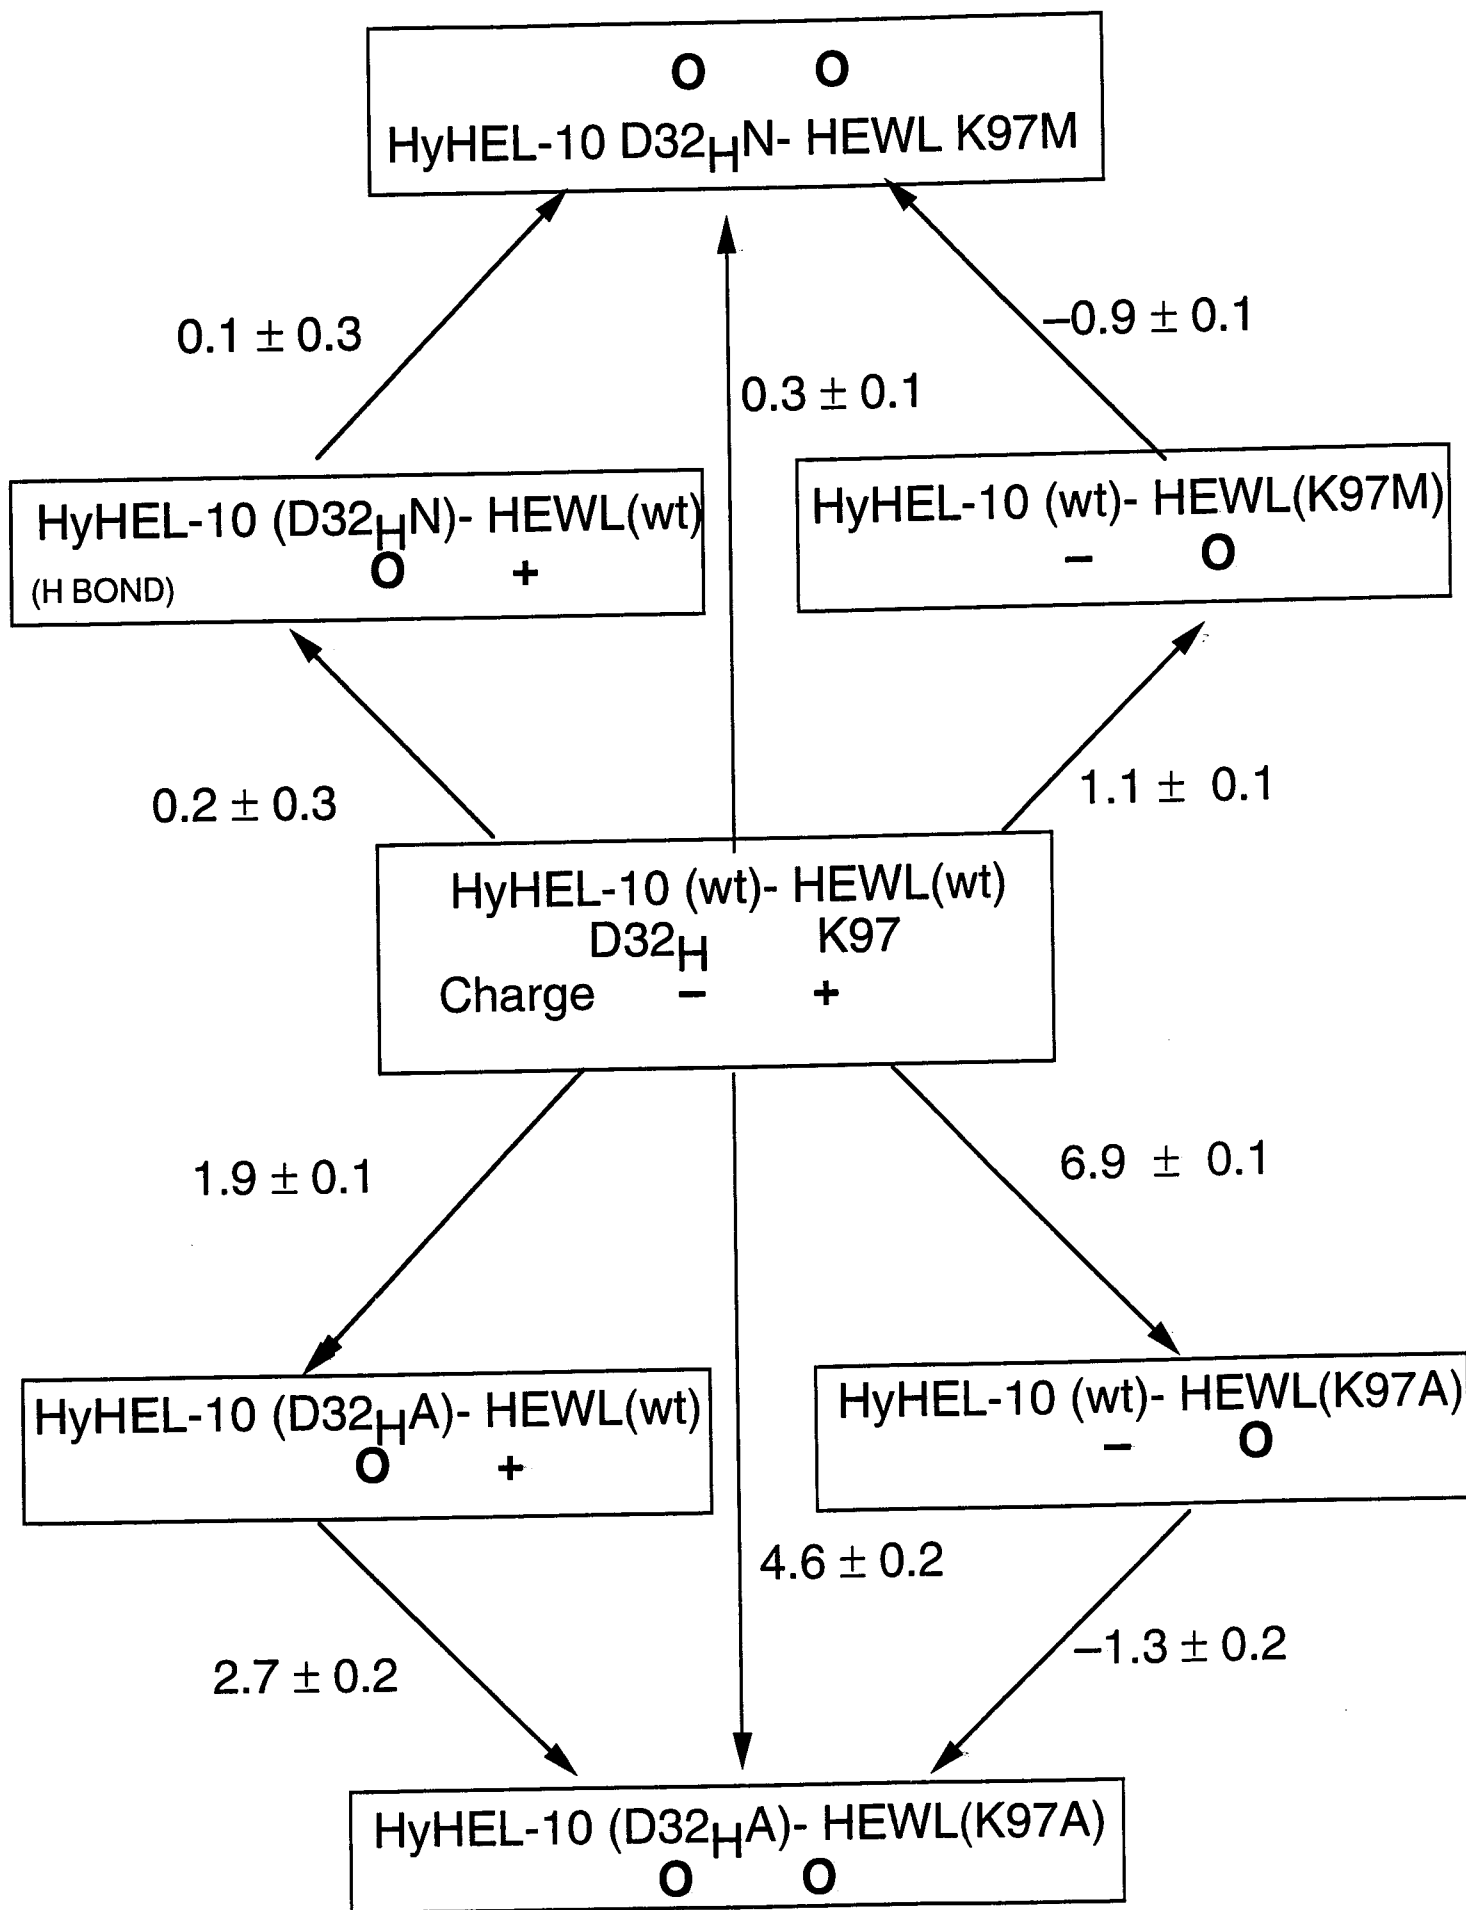 O O
HyHEL-10 D32HN- HEWL K97M
0.1 ± 0.3
–0.9 ± 0.1
0.3 ± 0.1
HyHEL-10 (D32HN)- HEWL(wt)
O +
(H BOND)
HyHEL-10 (wt)- HEWL(K97M)
– O
0.2 ± 0.3
1.1 ± 0.1
HyHEL-10 (wt)- HEWL(wt)
D32H K97
Charge – +
1.9 ± 0.1
6.9 ± 0.1
HyHEL-10 (D32HA)- HEWL(wt)
O +
HyHEL-10 (wt)- HEWL(K97A)
– O
4.6 ± 0.2
2.7 ± 0.2
–1.3 ± 0.2
HyHEL-10 (D32HA)- HEWL(K97A)
O O